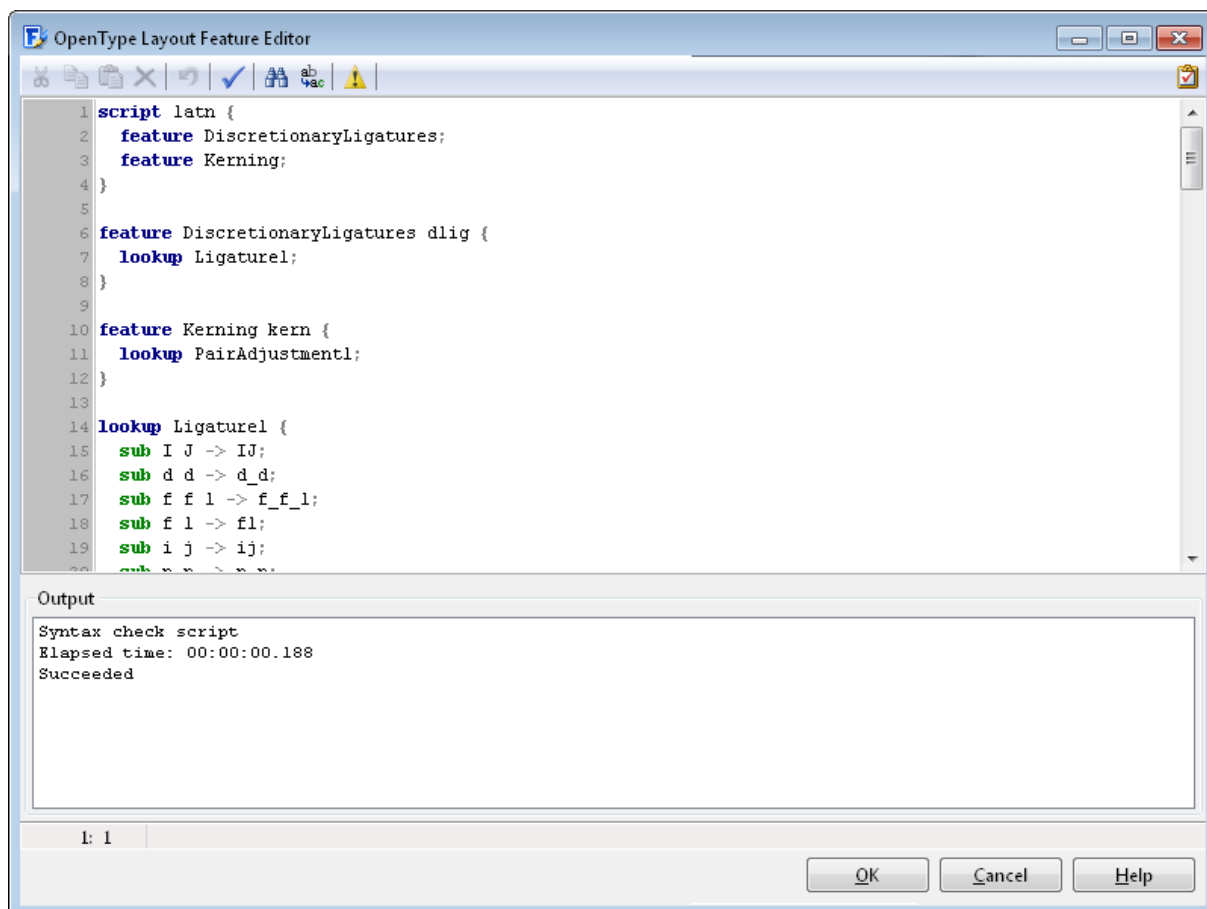 OpenType Layout Feature Editor
ab
ac
1 script latn {
2 feature DiscretionaryLigatures;
3 feature Kerning;
4 }
5
6 feature DiscretionaryLigatures dlig {
7 lookup Ligature1;
8 }
9
10 feature Kerning kern {
11 lookup PairAdjustment1;
12 }
13
14 lookup Ligature1 {
15 sub I J -> IJ;
16 sub d d -> d_d;
17 sub f f l -> f_f_l;
18 sub f l -> fl;
19 sub i j -> ij;
Output
Syntax check script
Elapsed time: 00:00:00.188
Succeeded
1: 1
OK
Cancel
Help